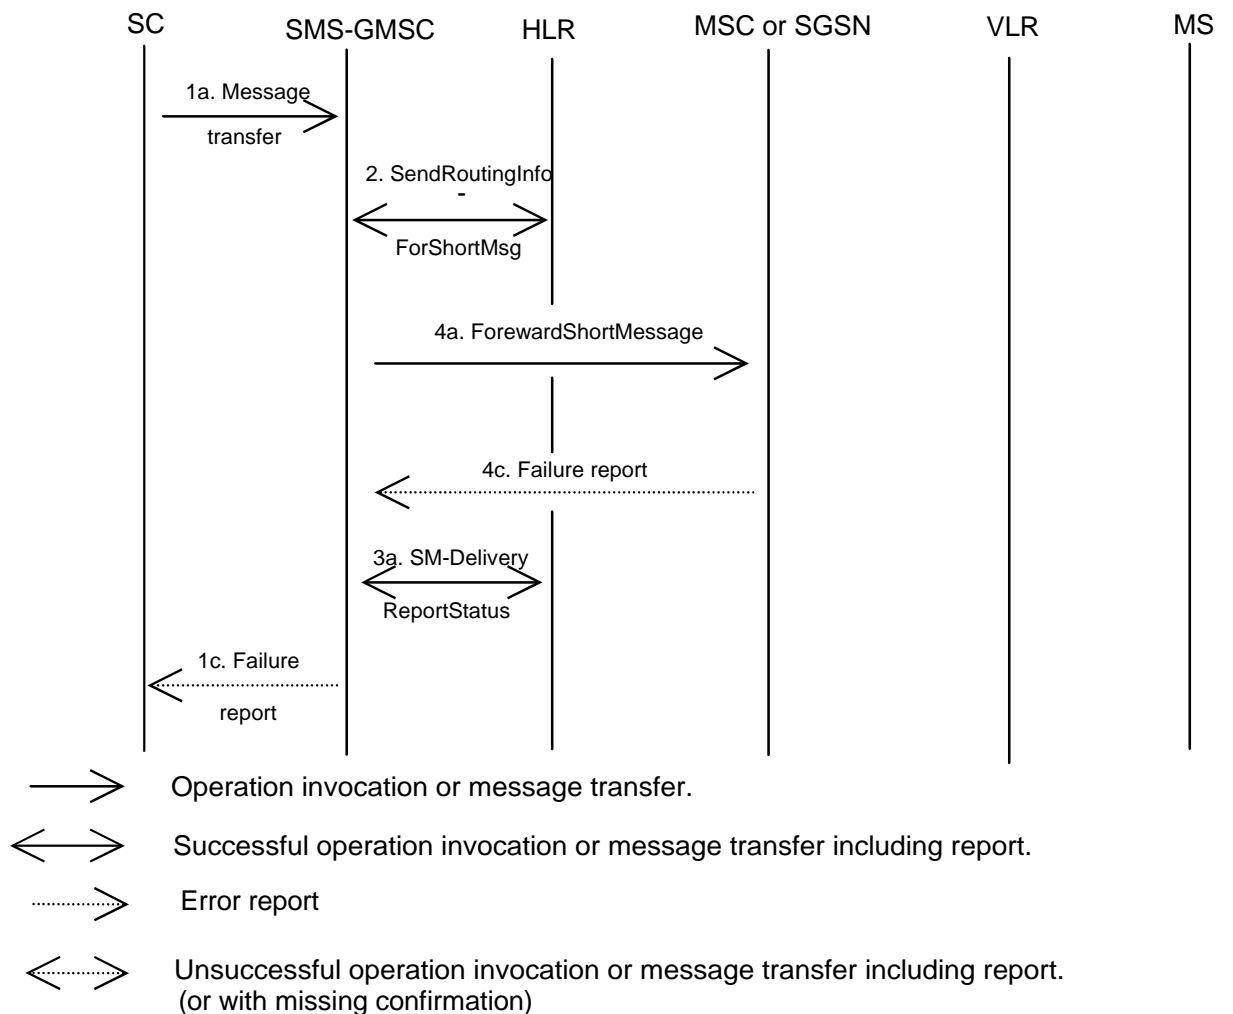 SC
SMS-GMSC
HLR
MSC or SGSN
VLR
MS
1a. Message
transfer
2. SendRoutingInfo
-
ForShortMsg
4a. ForewardShortMessage
4c. Failure report
3a. SM-Delivery
ReportStatus
1c. Failure
report
Operation invocation or message transfer.
Successful operation invocation or message transfer including report.
Error report
Unsuccessful operation invocation or message transfer including report.
(or with missing confirmation)